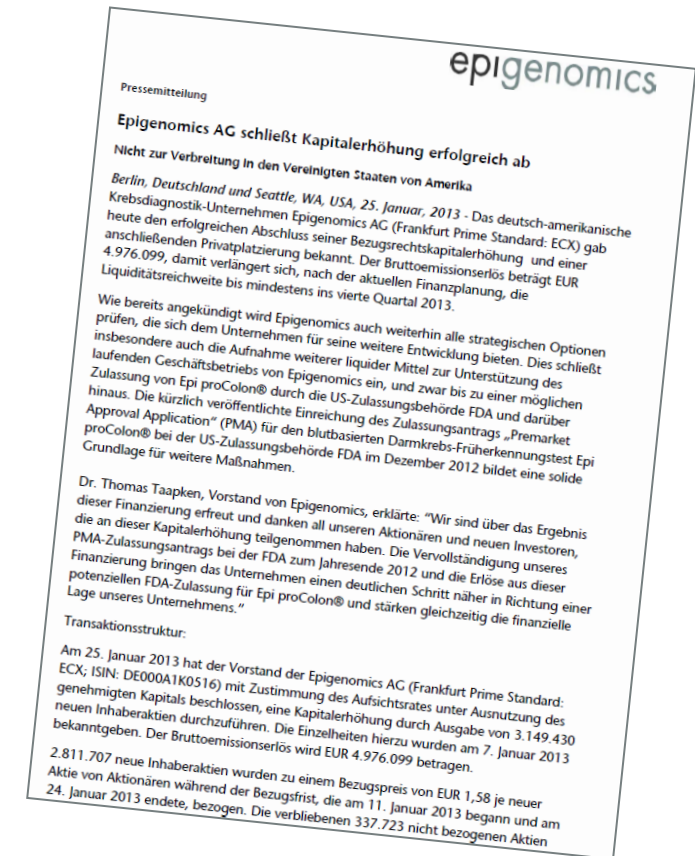 epigenomics
Pressemitteilung
Epigenomics AG schließt Kapitalerhöhung erfolgreich ab
Nicht zur Verbreitung in den Vereinigten Staaten von Amerika
Berlin, Deutschland und Seattle, WA, USA, 25. Januar, 2013 - Das deutsch-amerikanische
Krebsdiagnostik-Unternehmen Epigenomics AG (Frankfurt Prime Standard: ECX) gab
heute den erfolgreichen Abschluss seiner Bezugsrechtskapitalerhöhung und einer
anschließenden Privatplatzierung bekannt. Der Bruttoemissionserlös beträgt EUR
4.976.099, damit verlängert sich, nach der aktuellen Finanzplanung, die
Liquiditätsreichweite bis mindestens ins vierte Quartal 2013.
Wie bereits angekündigt wird Epigenomics auch weiterhin alle strategischen Optionen
prüfen, die sich dem Unternehmen für seine weitere Entwicklung bieten. Dies schließt
insbesondere auch die Aufnahme weiterer liquider Mittel zur Unterstützung des
laufenden Geschäftsbetriebs von Epigenomics ein, und zwar bis zu einer möglichen
Zulassung von Epi proColon® durch die US-Zulassungsbehörde FDA und darüber
hinaus. Die kürzlich veröffentlichte Einreichung des Zulassungsantrags „Premarket
Approval Application“ (PMA) für den blutbasierten Darmkrebs-Früherkennungstest Epi
proColon® bei der US-Zulassungsbehörde FDA im Dezember 2012 bildet eine solide
Grundlage für weitere Maßnahmen.
Dr. Thomas Taapken, Vorstand von Epigenomics, erklärte: “Wir sind über das Ergebnis
dieser Finanzierung erfreut und danken all unseren Aktionären und neuen Investoren,
die an dieser Kapitalerhöhung teilgenommen haben. Die Vervollständigung unseres
PMA-Zulassungsantrags bei der FDA zum Jahresende 2012 und die Erlöse aus dieser
Finanzierung bringen das Unternehmen einen deutlichen Schritt näher in Richtung einer
potenziellen FDA-Zulassung für Epi proColon® und stärken gleichzeitig die finanzielle
Lage unseres Unternehmens.”
Transaktionsstruktur:
Am 25. Januar 2013 hat der Vorstand der Epigenomics AG (Frankfurt Prime Standard:
ECX; ISIN: DE000A1K0516) mit Zustimmung des Aufsichtsrates unter Ausnutzung des
genehmigten Kapitals beschlossen, eine Kapitalerhöhung durch Ausgabe von 3.149.430
neuen Inhaberaktien durchzuführen. Die Einzelheiten hierzu wurden am 7. Januar 2013
bekanntgeben. Der Bruttoemissionserlös wird EUR 4.976.099 betragen.
2.811.707 neue Inhaberaktien wurden zu einem Bezugspreis von EUR 1,58 je neuer
Aktie von Aktionären während der Bezugsfrist, die am 11. Januar 2013 begann und am
24. Januar 2013 endete, bezogen. Die verbliebenen 337.723 nicht bezogenen Aktien